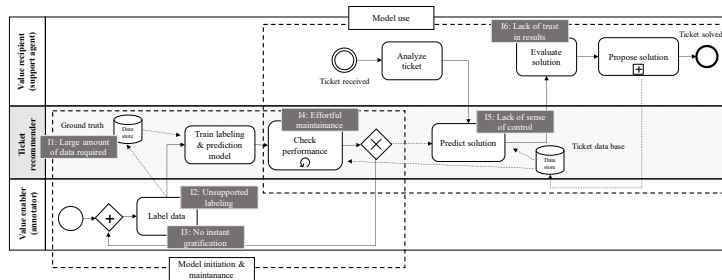 Model use
Value recipient
(support agent)
Ticket received
Analyze
ticket
I6: Lack of trust
in results
Evaluate
solution
Propose solution
Ticket solved
Ticket
recommender
Ground truth
Data
store
I1: Large amount
of data required
Train labeling
& prediction
model
I4: Effortful
maintainance
Check
performance
Predict solution
I5: Lack of sense
of control
Ticket data base
Data
store
Value enabler
(annotator)
Label data
I2: Unsupported
labeling
I3: No instant
gratification
Model initiation &
maintanance